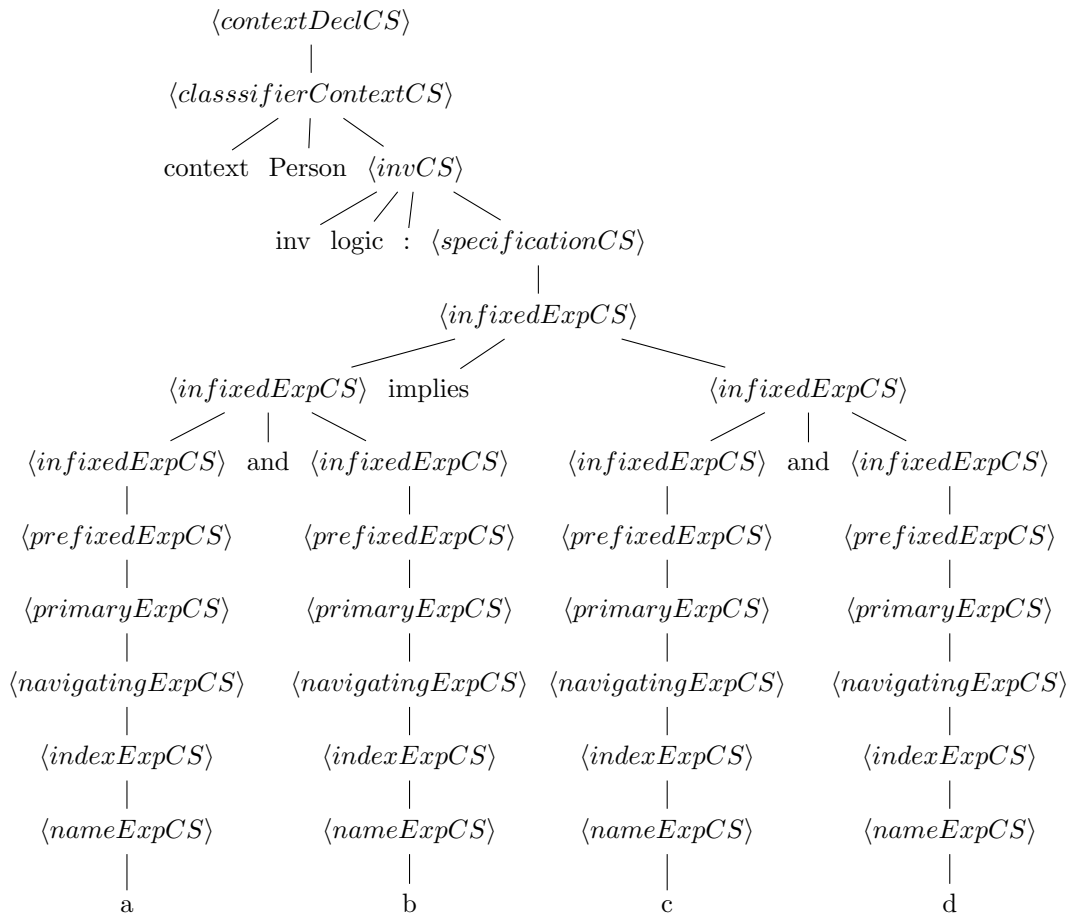 ⟨contextDeclCS⟩
⟨classsifierContextCS⟩
context Person ⟨invCS⟩
inv logic : ⟨specificationCS⟩
⟨infixedExpCS⟩
⟨infixedExpCS⟩ implies ⟨infixedExpCS⟩
⟨infixedExpCS⟩ and ⟨infixedExpCS⟩ ⟨infixedExpCS⟩ and ⟨infixedExpCS⟩
⟨prefixedExpCS⟩ ⟨prefixedExpCS⟩ ⟨prefixedExpCS⟩ ⟨prefixedExpCS⟩
⟨primaryExpCS⟩ ⟨primaryExpCS⟩ ⟨primaryExpCS⟩ ⟨primaryExpCS⟩
⟨navigatingExpCS⟩ ⟨navigatingExpCS⟩ ⟨navigatingExpCS⟩ ⟨navigatingExpCS⟩
⟨indexExpCS⟩ ⟨indexExpCS⟩ ⟨indexExpCS⟩ ⟨indexExpCS⟩
⟨nameExpCS⟩ ⟨nameExpCS⟩ ⟨nameExpCS⟩ ⟨nameExpCS⟩
a b c d